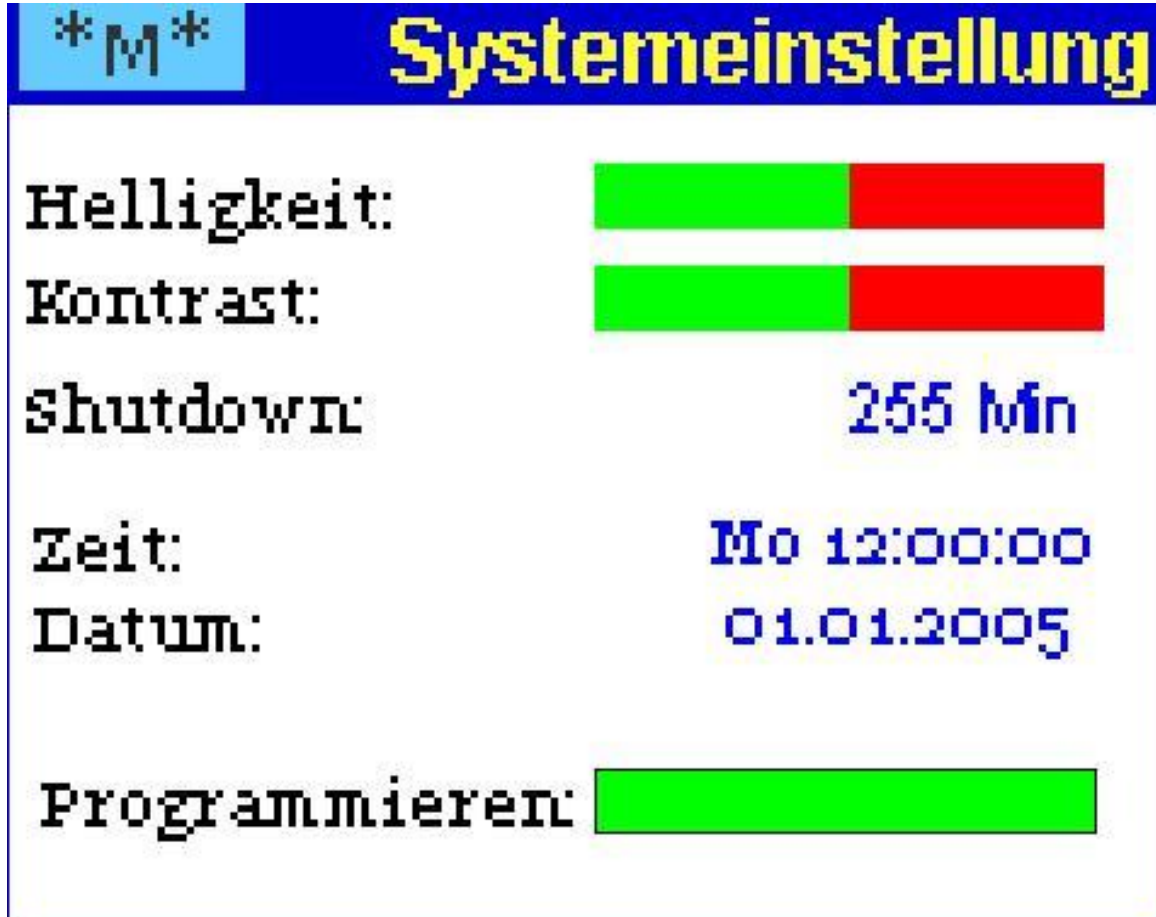 *M* Systemeinstellung
Helligkeit:
Kontrast:
Shutdown: 255 Min
Zeit: Mo 12:00:00
Datum: 01.01.2005
Programmieren: